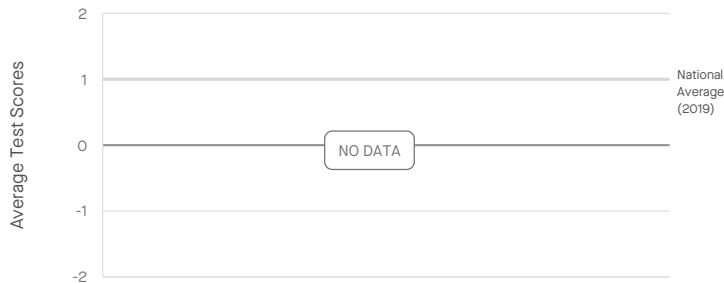 Average Test Scores
2
1
0
-1
-2
NO DATA
National
Average
(2019)